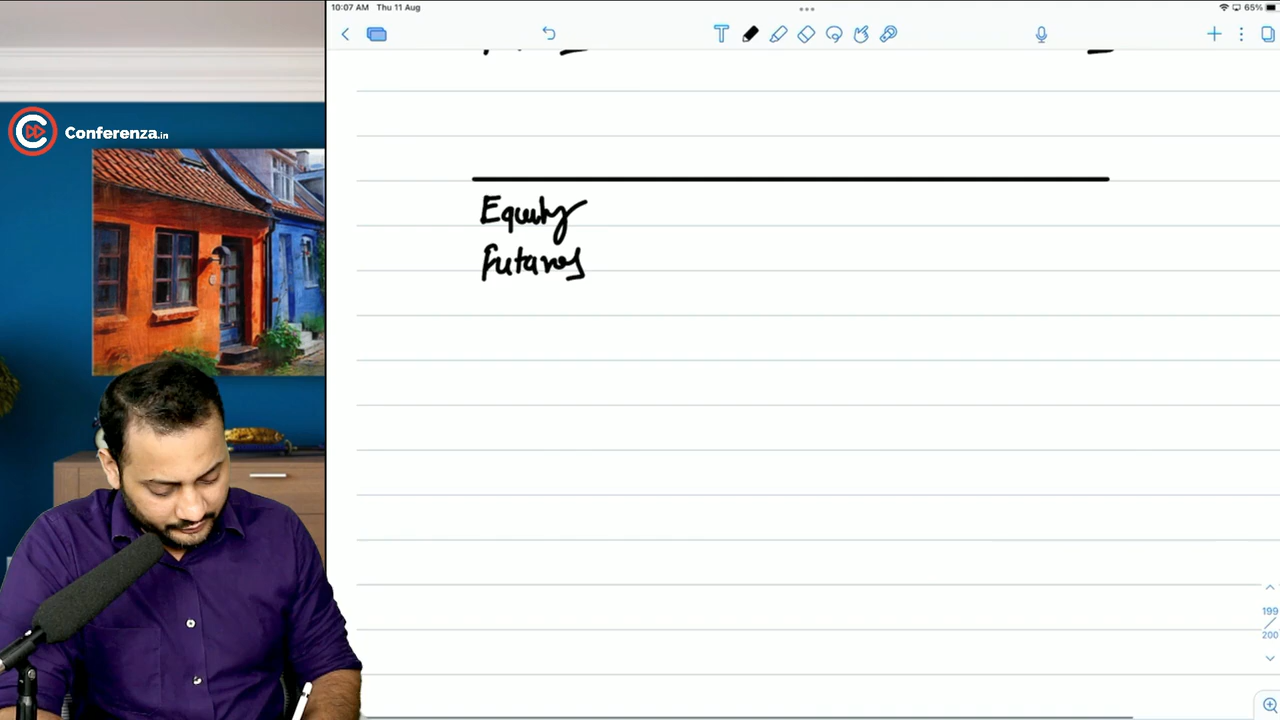 10:07 AM Thu 11 Aug
65%
Conferenza.in
T
Equity
Futures
199
200